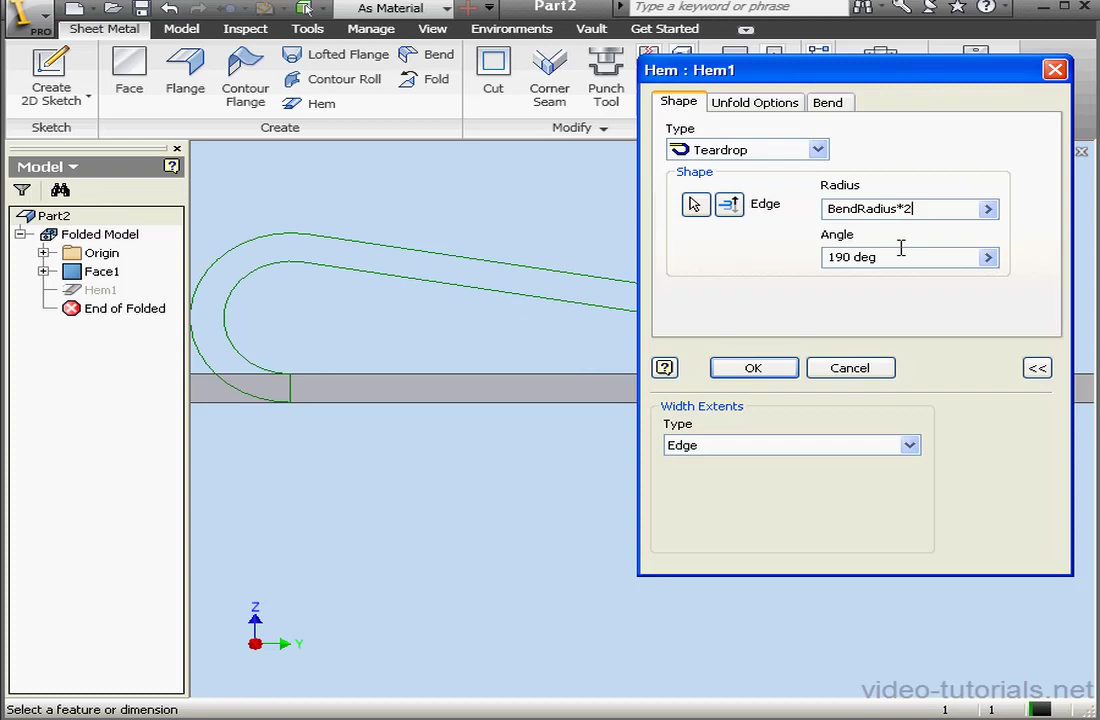 As Material
Part2
Type a keyword or phrase
PRO
Sheet Metal
Model
Inspect
Tools
Manage
View
Environments
Vault
Get Started
Create
2D Sketch
Face
Flange
Contour
Flange
Lofted Flange
Contour Roll
Hem
Bend
Fold
Cut
Corner
Seam
Punch
Tool
Sketch
Create
Modify
Model
Part2
Folded Model
Origin
Face1
Hem1
End of Folded
Hem : Hem1
Shape
Unfold Options
Bend
Type
Teardrop
Shape
Edge
Radius
BendRadius*2
Angle
190 deg
OK
Cancel
<<
Width Extents
Type
Edge
Z
Y
video-tutorials.net
Select a feature or dimension
1
1